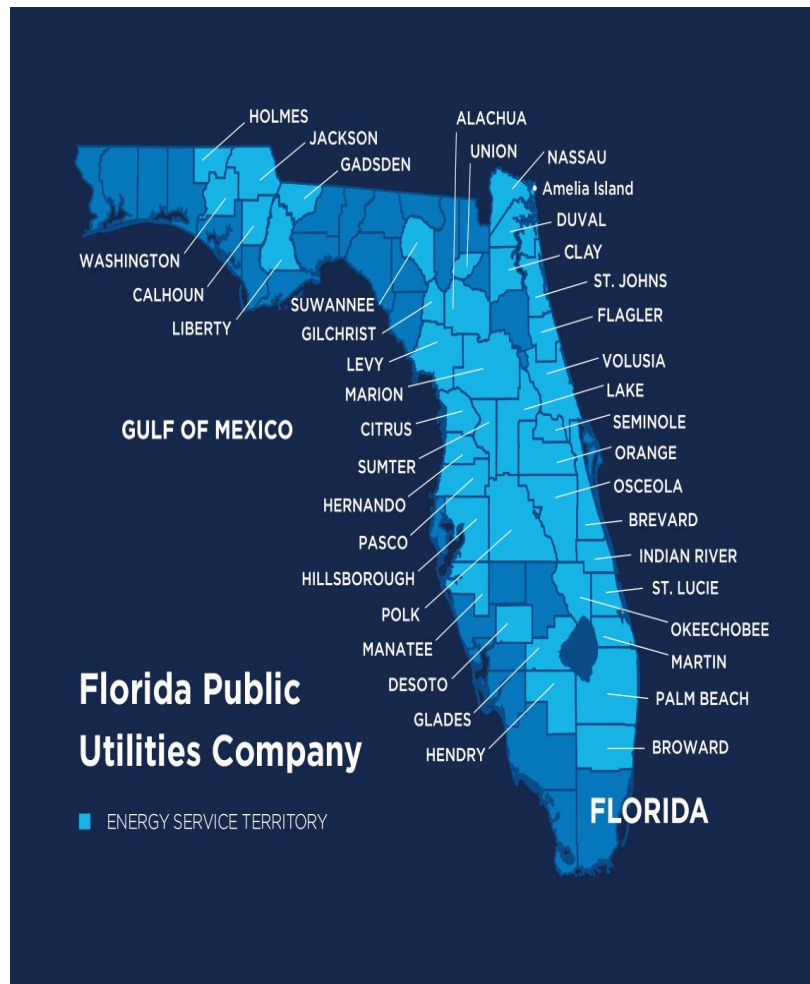 HOLMES
JACKSON
GADSDEN
ALACHUA
UNION
NASSAU
Amelia Island
DUVAL
CLAY
ST. JOHNS
FLAGLER
VOLUSIA
LAKE
SEMINOLE
ORANGE
OSCEOLA
BREVARD
INDIAN RIVER
ST. LUCIE
OKEECHOBEE
MARTIN
PALM BEACH
BROWARD
WASHINGTON
CALHOUN
LIBERTY
SUWANNEE
GILCHRIST
LEVY
MARION
CITRUS
SUMTER
HERNANDO
PASCO
HILLSBOROUGH
POLK
MANATEE
DESOTO
GLADES
HENDRY
GULF OF MEXICO
Florida Public
Utilities Company
ENERGY SERVICE TERRITORY
FLORIDA